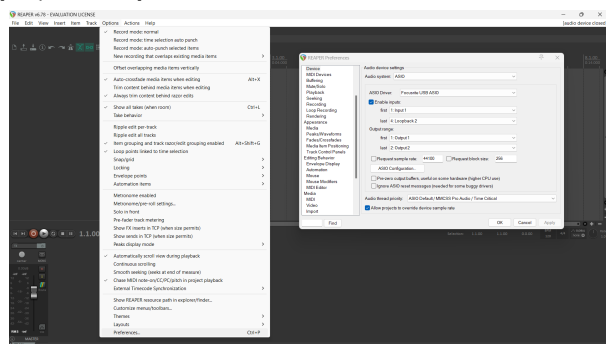 REAPER v6.78 - EVALUATION LICENSE
File Edit View Insert Item Track Options Actions Help
[audio device closed]
Record mode: normal
Record mode: time selection auto punch
Record mode: auto-punch selected items
New recording that overlaps existing media items
Offset overlapping media items vertically
Auto-crossfade media items when editing Alt+X
Trim content behind media items when editing
Always trim content behind razor edits
Show all takes (when room) Ctrl+L
Take behavior
Ripple edit per-track
Ripple edit all tracks
Item grouping and track razor/edit grouping enabled Alt+Shift+G
Loop points linked to time selection
Snap/grid
Locking
Envelope points
Automation items
Metronome enabled
Metronome/pre-roll settings...
Solo in front
Pre-fader track metering
Show FX inserts in TCP (when size permits)
Show sends in TCP (when size permits)
Peaks display mode
Automatically scroll view during playback
Continuous scrolling
Smooth seeking (seeks at end of measure)
Chase MIDI note-on/CC/PC/pitch in project playback
External Timecode Synchronization
Show REAPER resource path in explorer/finder...
Customize menus/toolbars...
Themes
Layouts
Preferences... Ctrl+P
1.1.00
MASTER
REAPER Preferences
Device
MIDI Devices
Buffering
Mute/Solo
Playback
Seeking
Recording
Loop Recording
Rendering
Appearance
Media
Peaks/Waveforms
Fades/Crossfades
Media Item Positioning
Track Control Panels
Editing Behavior
Envelope Display
Automation
Mouse
Mouse Modifiers
MIDI Editor
Media
MIDI
Video
Import
Find
Audio device settings
Audio system: ASIO
ASIO Driver: Focusrite USB ASIO
Enable inputs:
first 1: Input 1
last 4: Loopback 2
Output range:
first 1: Output 1
last 2: Output 2
Request sample rate: 44100 Request block size: 256
ASIO Configuration...
Pre-zero output buffers, useful on some hardware (higher CPU use)
Ignore ASIO reset messages (needed for some buggy drivers)
Audio thread priority: ASIO Default / MMCSS Pro Audio / Time Critical
Allow projects to override device sample rate
OK Cancel Apply